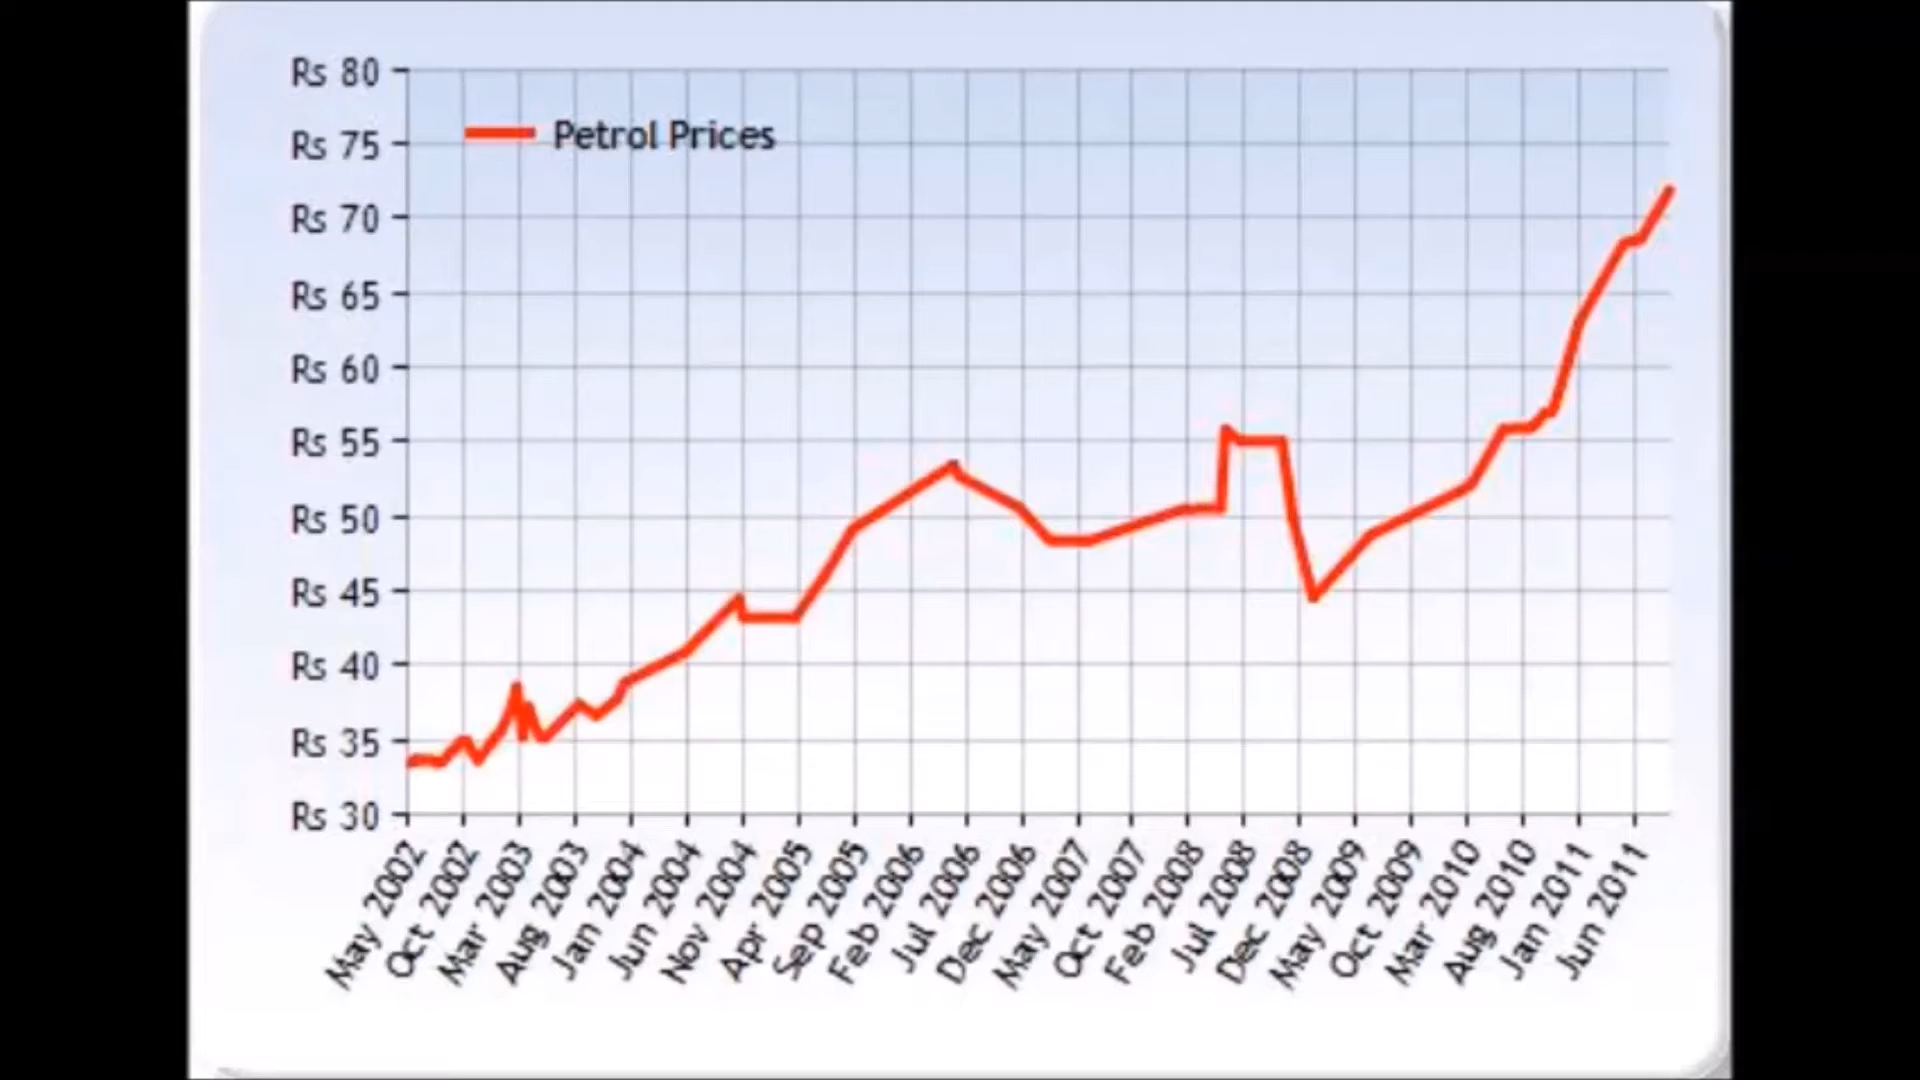 Rs 80
Petrol Prices
Rs 75
Rs 70
Rs 65
Rs 60
Rs 55
Rs 50
Rs 45
Rs 40
Rs 35
Rs 30
May 2002
Oct 2002
Mar 2003
Aug 2003
Jan 2004
Jun 2004
Nov 2004
Apr 2005
Sep 2005
Feb 2006
Jul 2006
Dec 2006
May 2007
Oct 2007
Feb 2008
Jul 2008
Dec 2008
May 2009
Oct 2009
Mar 2010
Aug 2010
Jan 2011
Jun 2011